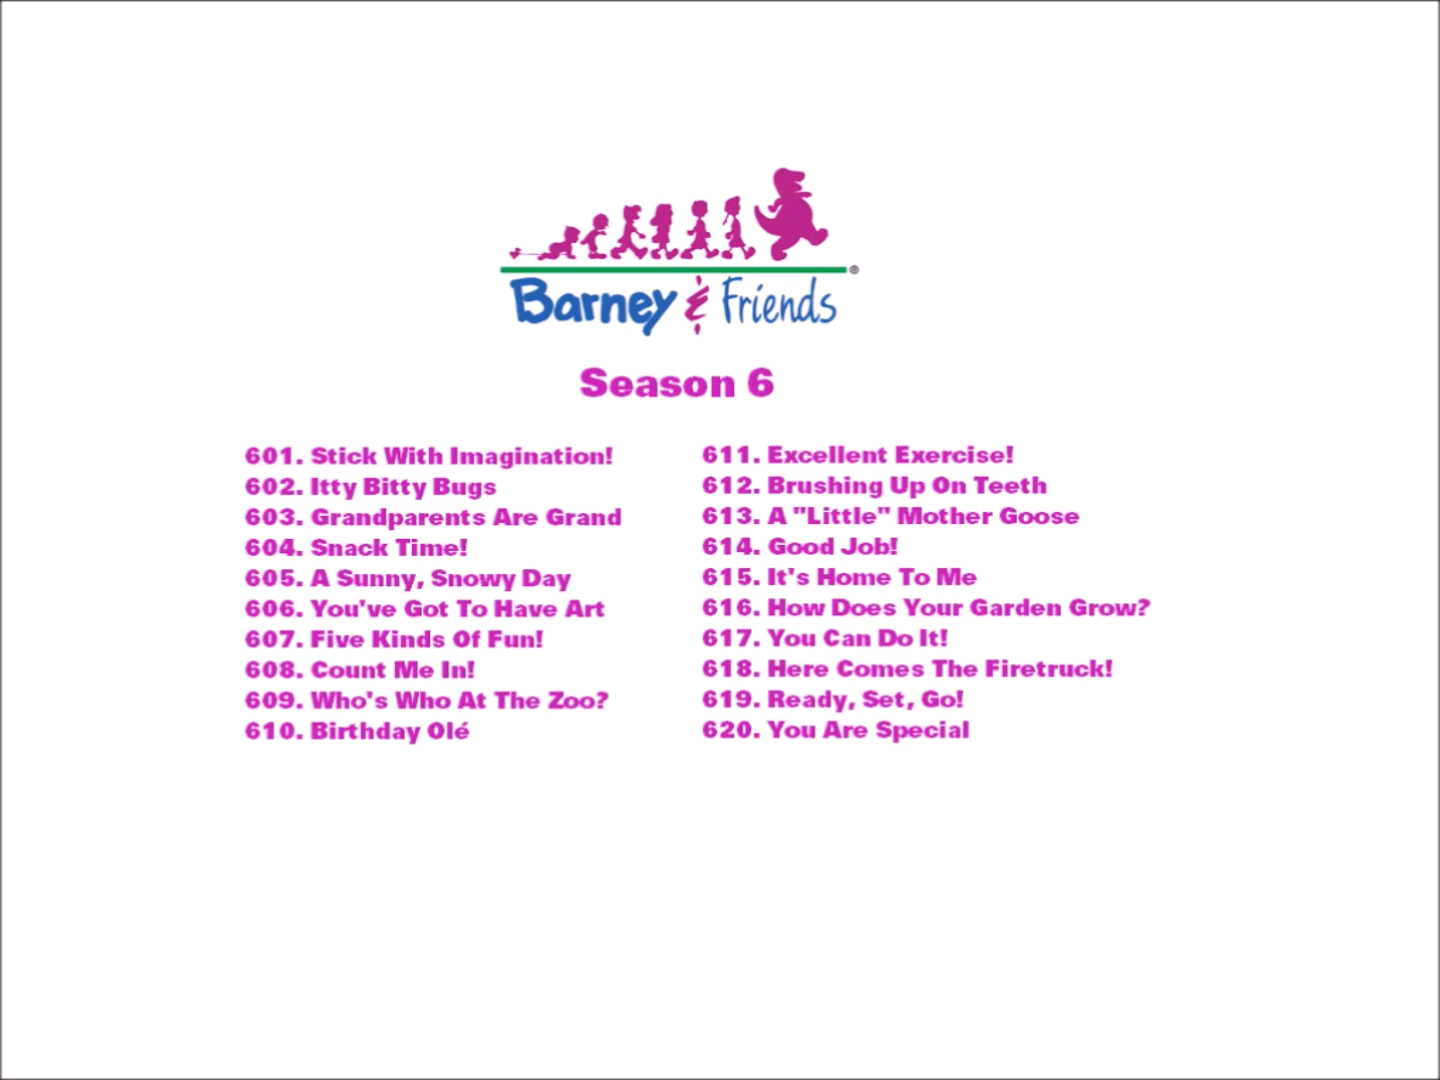 Barney & Friends ®
Season 6
601. Stick With Imagination!
602. Itty Bitty Bugs
603. Grandparents Are Grand
604. Snack Time!
605. A Sunny, Snowy Day
606. You've Got To Have Art
607. Five Kinds Of Fun!
608. Count Me In!
609. Who's Who At The Zoo?
610. Birthday Olé
611. Excellent Exercise!
612. Brushing Up On Teeth
613. A "Little" Mother Goose
614. Good Job!
615. It's Home To Me
616. How Does Your Garden Grow?
617. You Can Do It!
618. Here Comes The Firetruck!
619. Ready, Set, Go!
620. You Are Special